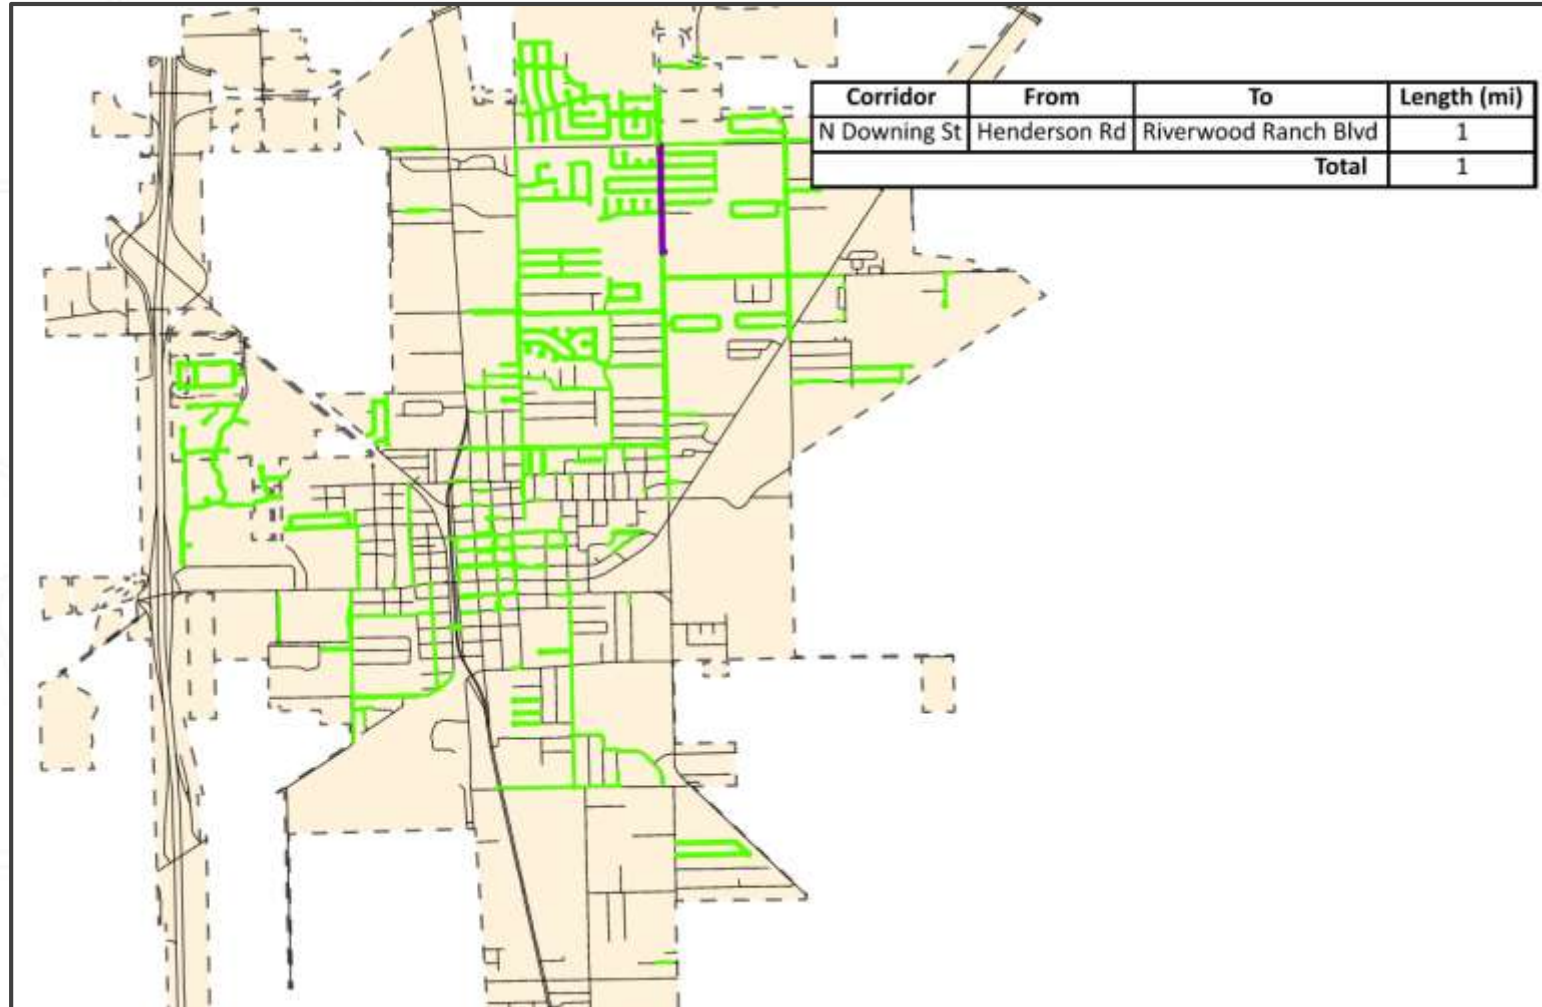 Corridor From To Length (mi)
N Downing St Henderson Rd Riverwood Ranch Blvd 1
Total 1